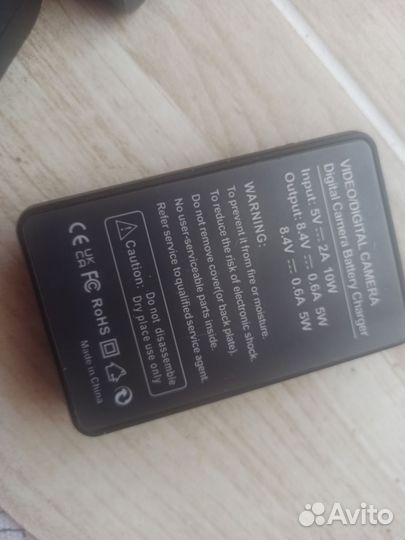 VIDEO/DIGITAL CAMERA
Digital Camera Battery Charger
Input: 5V ⎓ 2A 10W
Output: 8.4V ⎓ 0.6A 5W
8.4V ⎓ 0.6A 5W
WARNING:
To prevent it from fire or moisture.
To reduce the risk of electronic shock.
Do not remove cover(or back plate).
No user-serviceable parts inside.
Refer service to qualified service agent.
Caution: Do not disassemble
Dry place use only
CE UKCA FC RoHS
Made in China
Avito